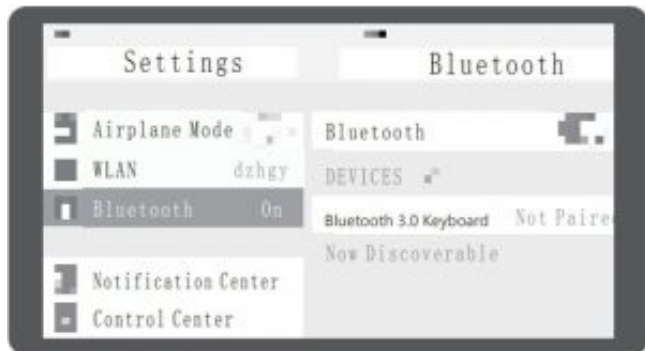 Settings
Bluetooth
Airplane Mode
WLAN dzhgy
Bluetooth On
Notification Center
Control Center
Bluetooth
DEVICES
Bluetooth 3.0 Keyboard Not Paire
Now Discoverable